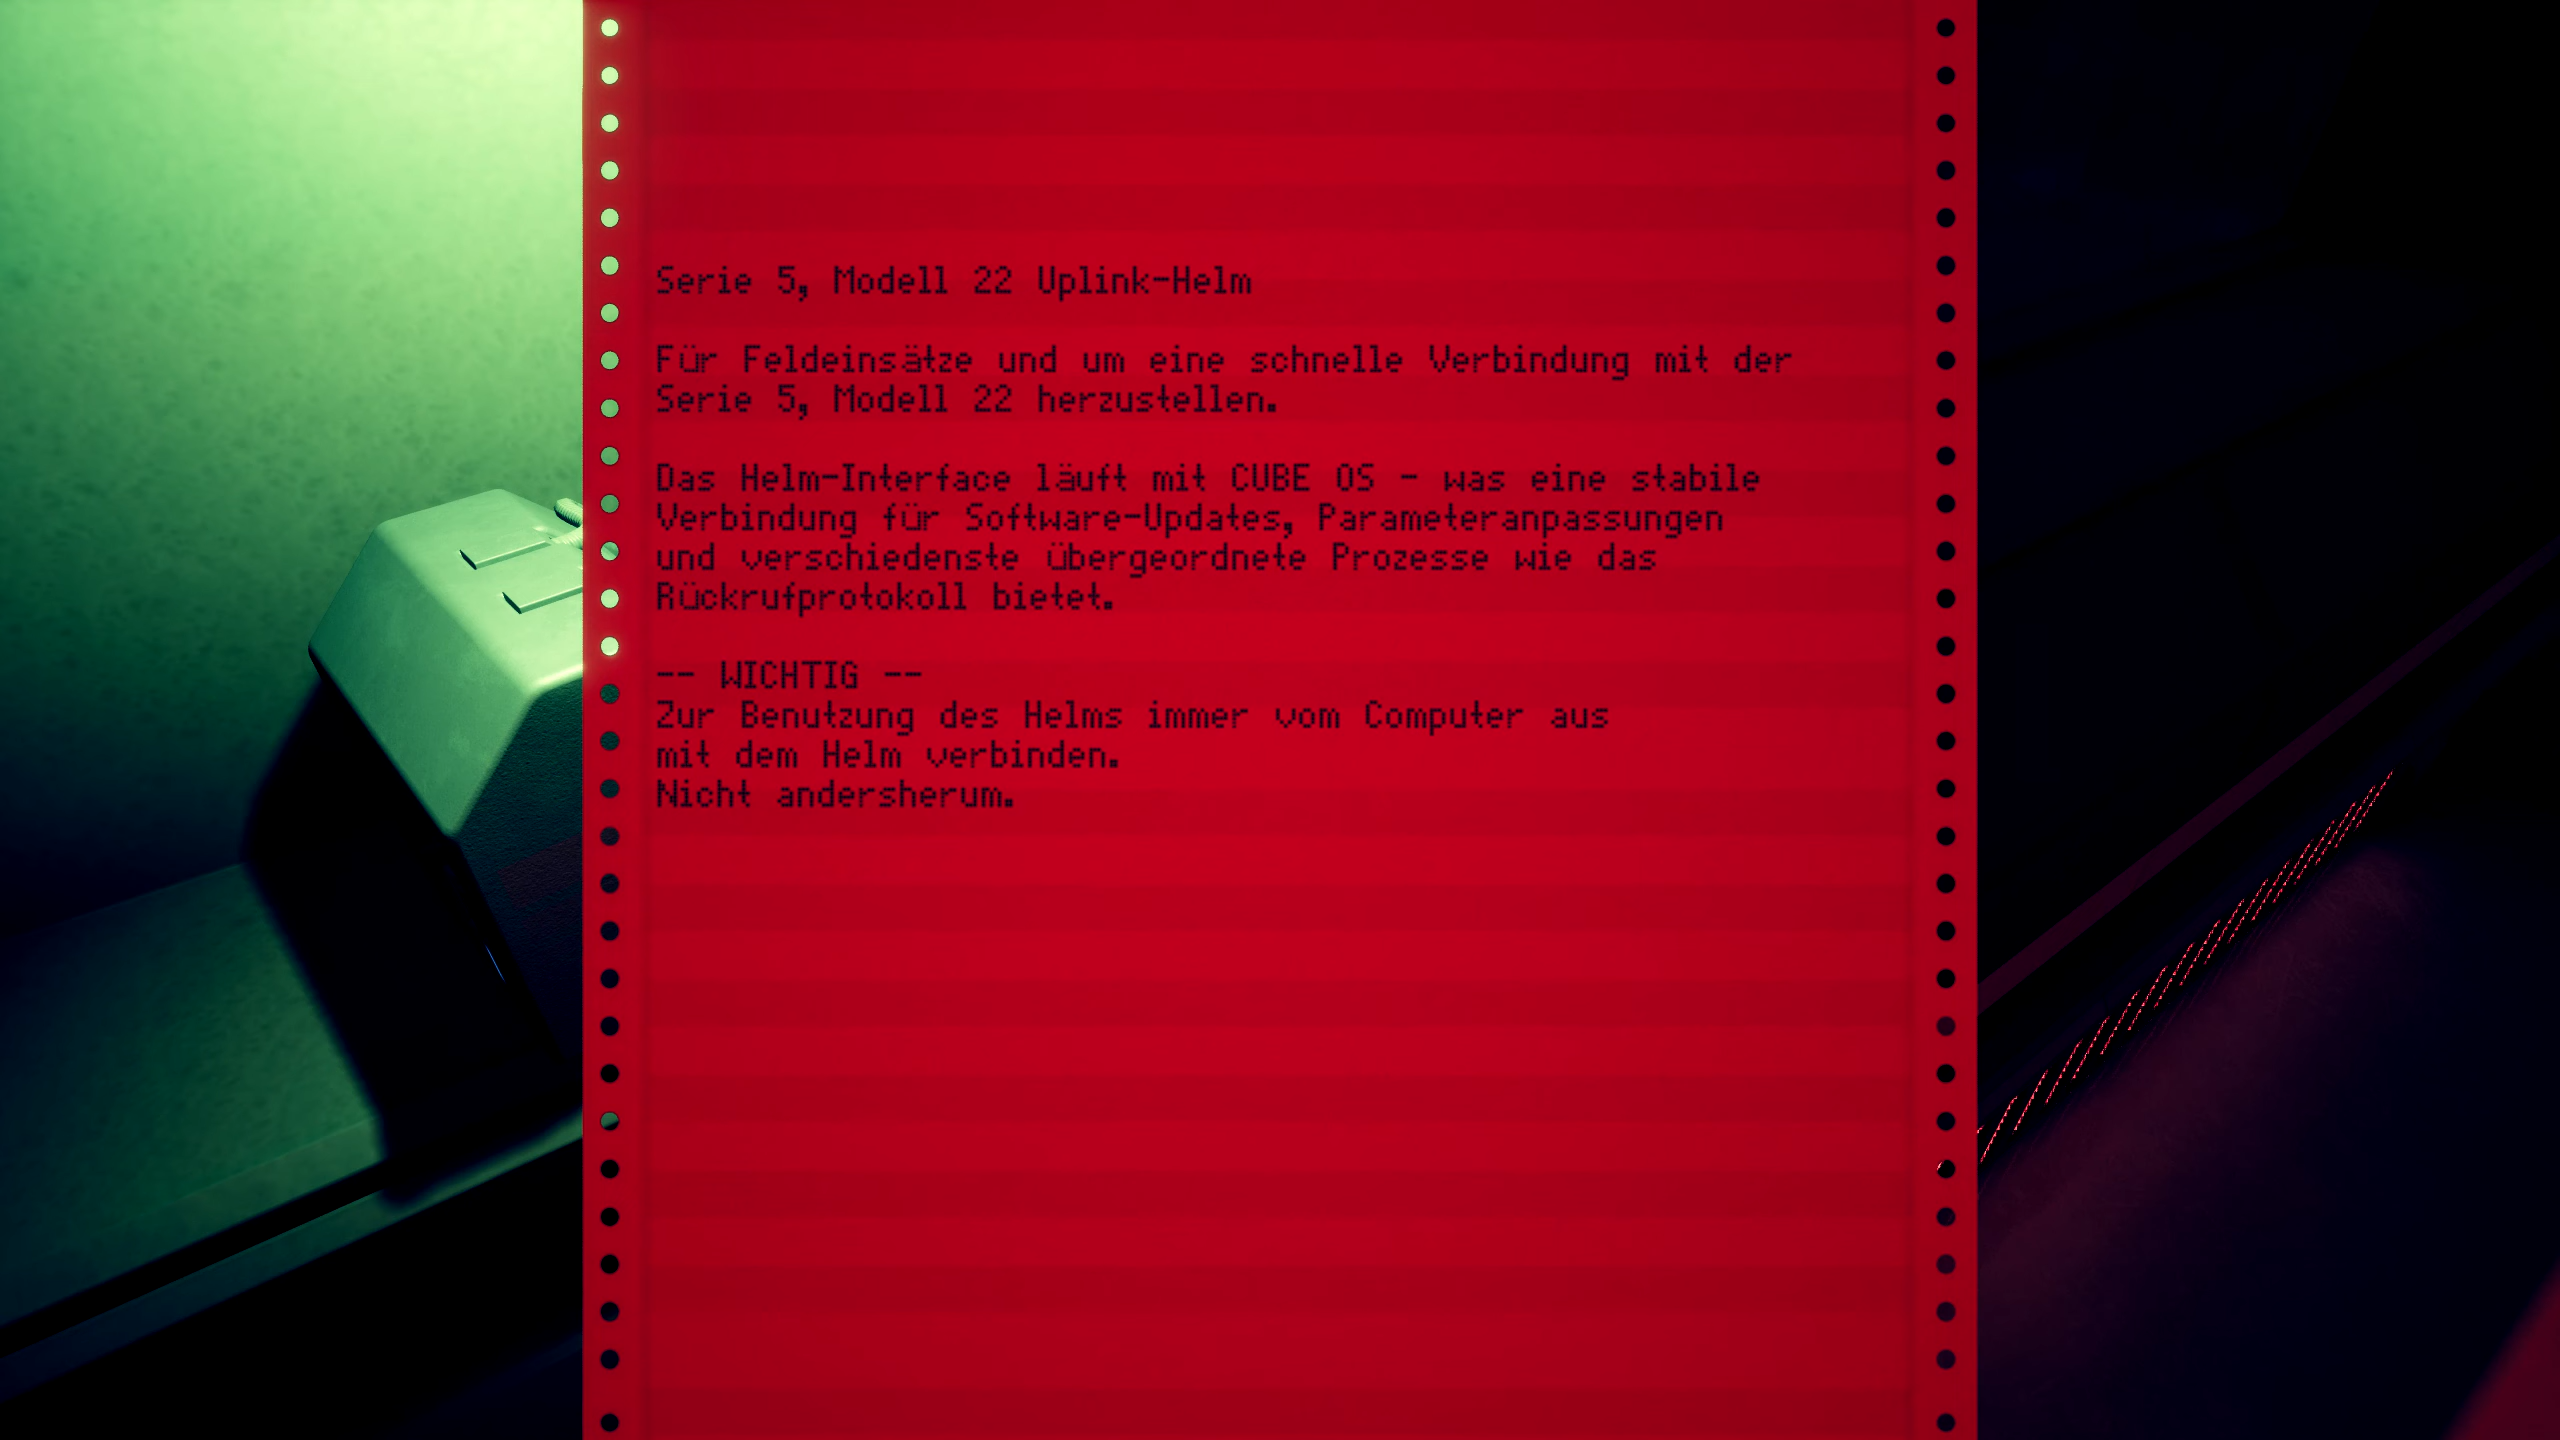 Serie 5, Modell 22 Uplink-Helm
Für Feldeinsätze und um eine schnelle Verbindung mit der
Serie 5, Modell 22 herzustellen.
Das Helm-Interface läuft mit CUBE OS - was eine stabile
Verbindung für Software-Updates, Parameteranpassungen
und verschiedenste übergeordnete Prozesse wie das
Rückrufprotokoll bietet.
-- WICHTIG --
Zur Benutzung des Helms immer vom Computer aus
mit dem Helm verbinden.
Nicht andersherum.